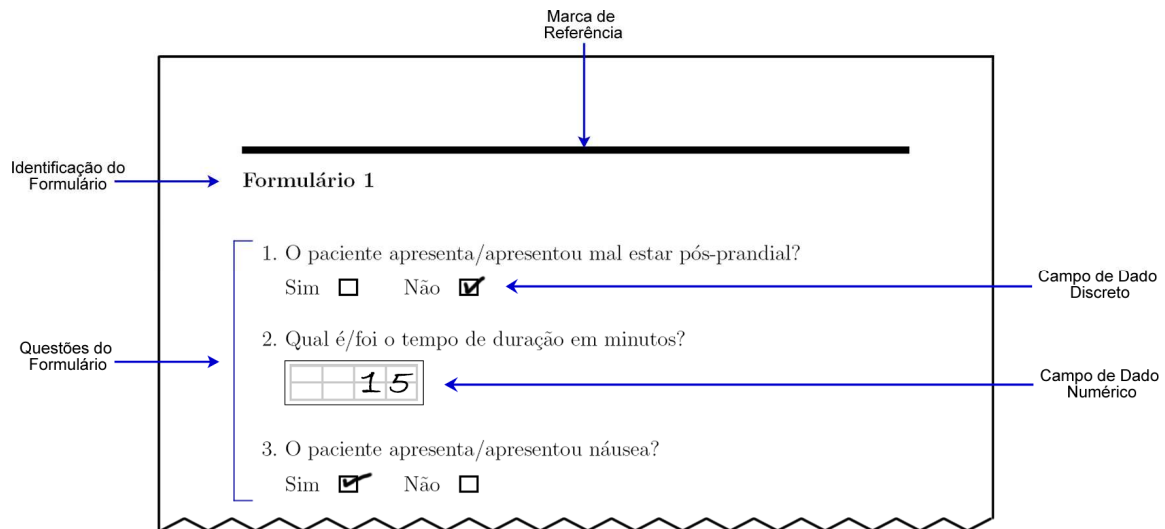 Marca de
Referência
Identificação do
Formulário
Formulário 1
1. O paciente apresenta/apresentou mal estar pós-prandial?
Sim Não
Campo de Dado
Discreto
2. Qual é/foi o tempo de duração em minutos?
Questões do
Formulário
15
Campo de Dado
Numérico
3. O paciente apresenta/apresentou náusea?
Sim Não